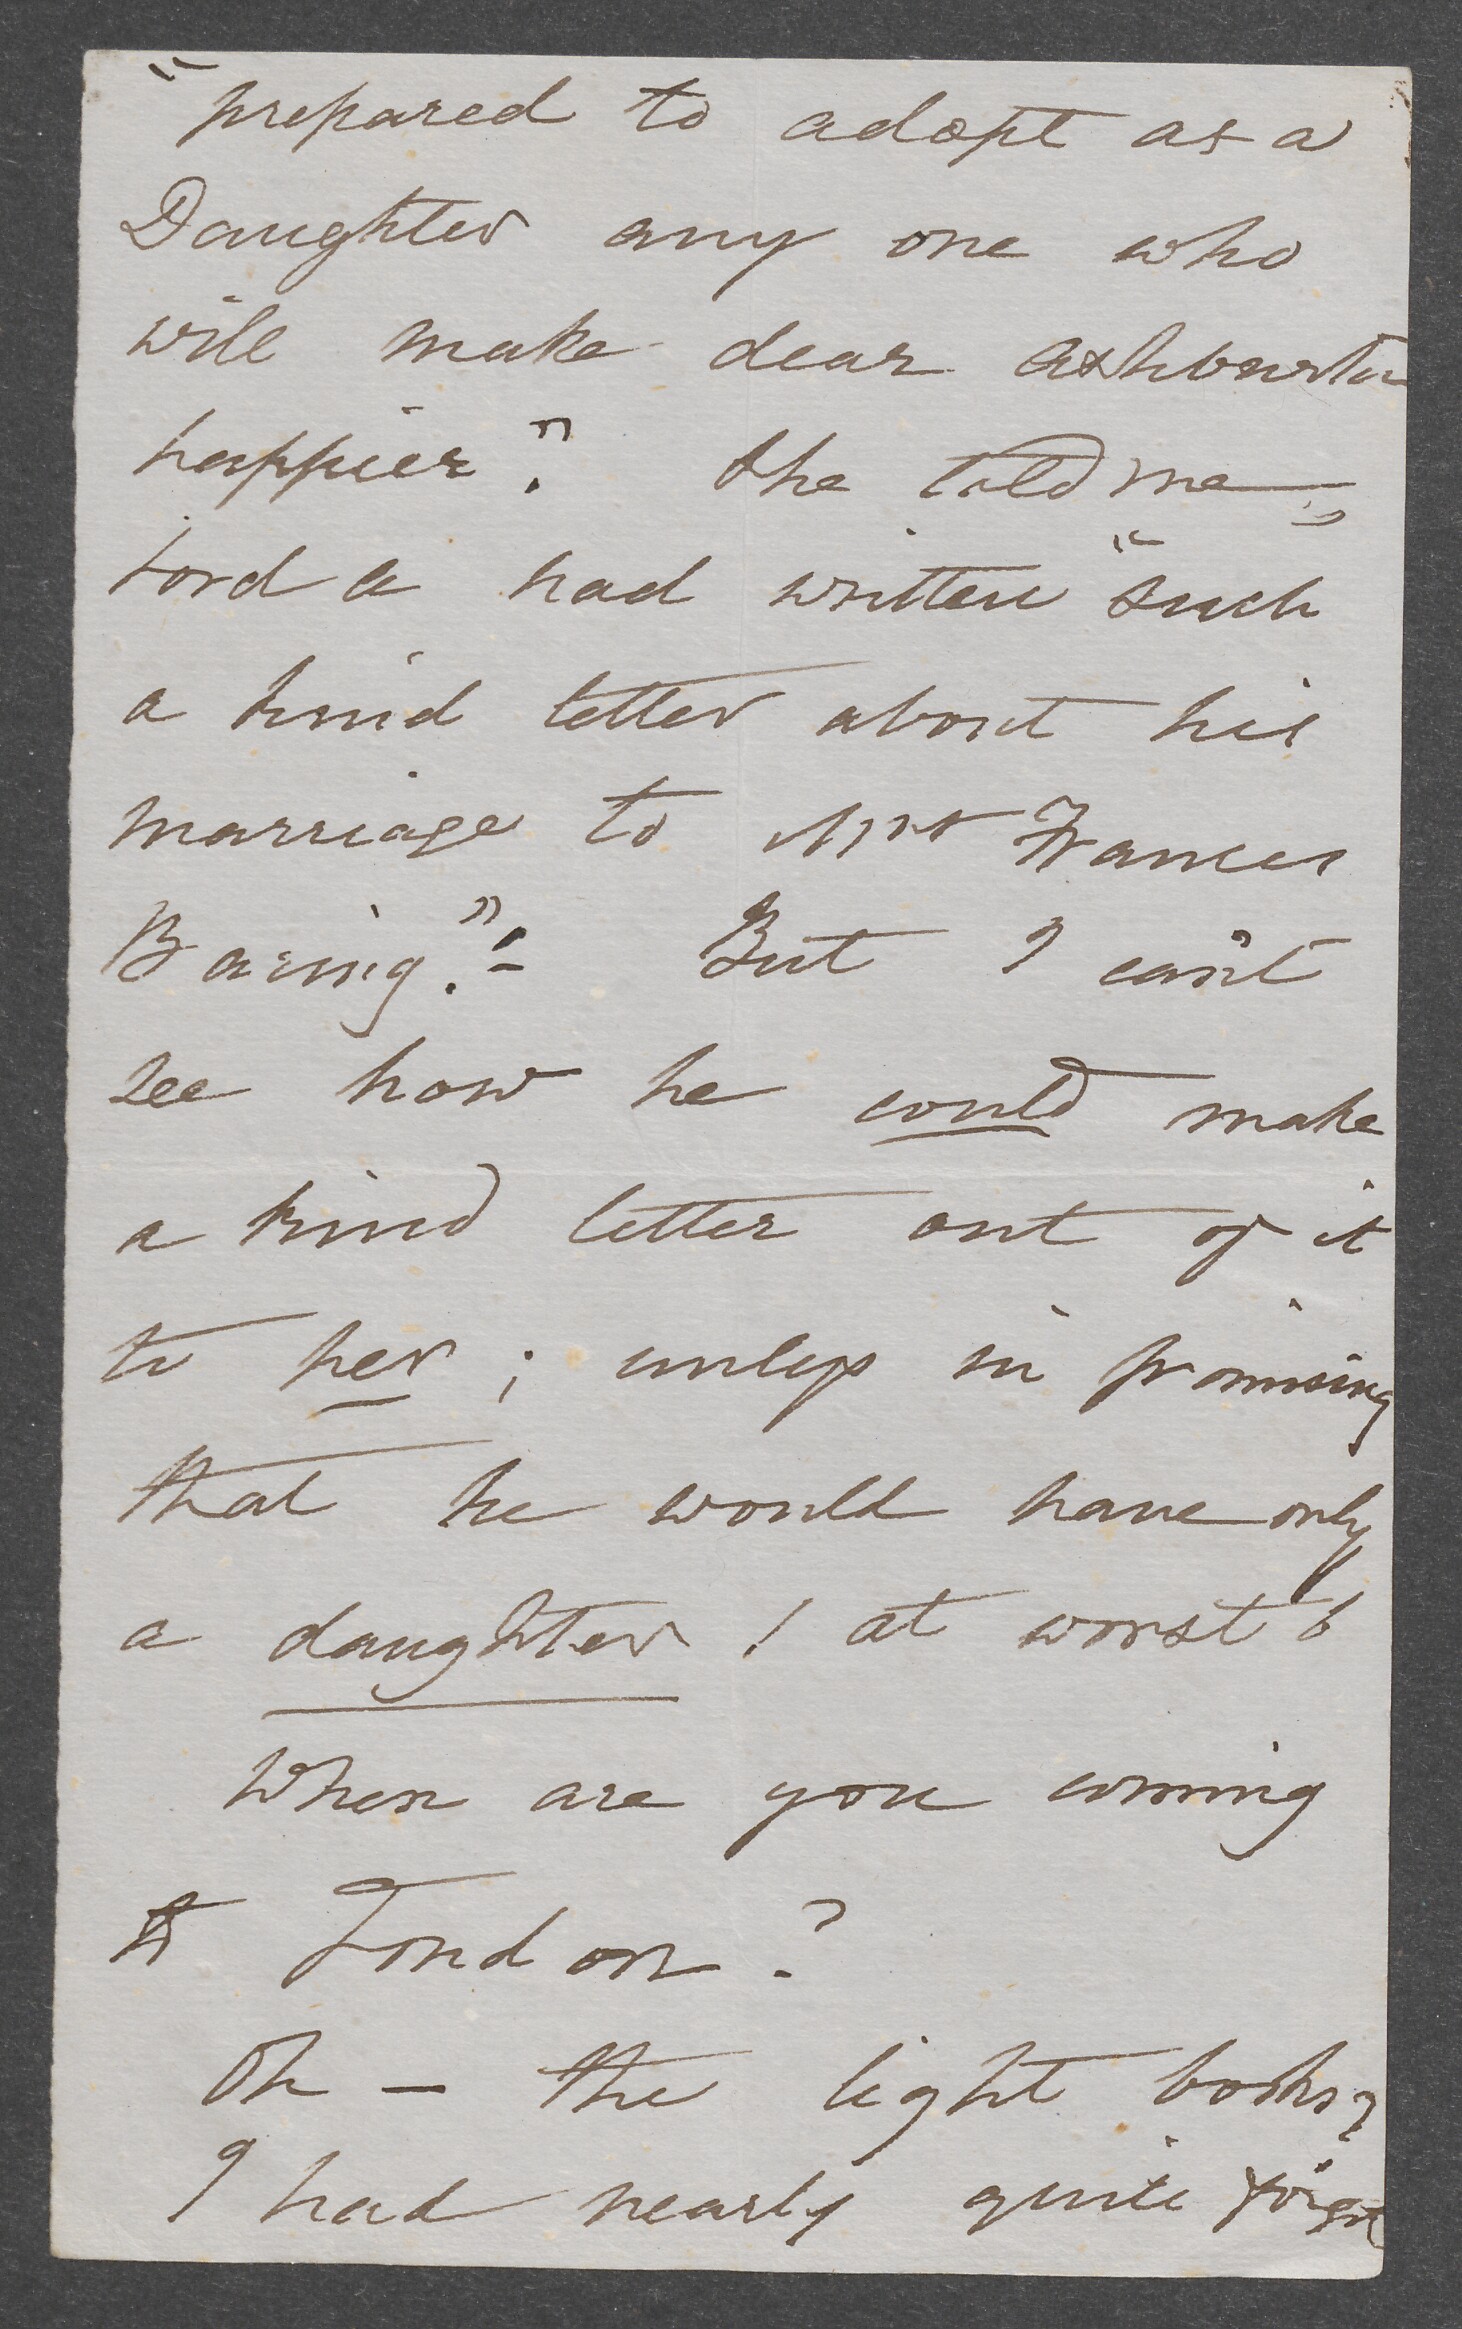 "prepared to adopt as a
Daughter any one who
will make dear Ashburton
happier". She told me
Lord A had written "such
a kind letter about his
marriage to Mrs Frances
Baring."! But I can't
see how he could make
a kind letter out of it
to her; unless in promising
that he would have only
a daughter! at worst!
When are you coming
to London?
Oh — the light books?
I had nearly quite forgot